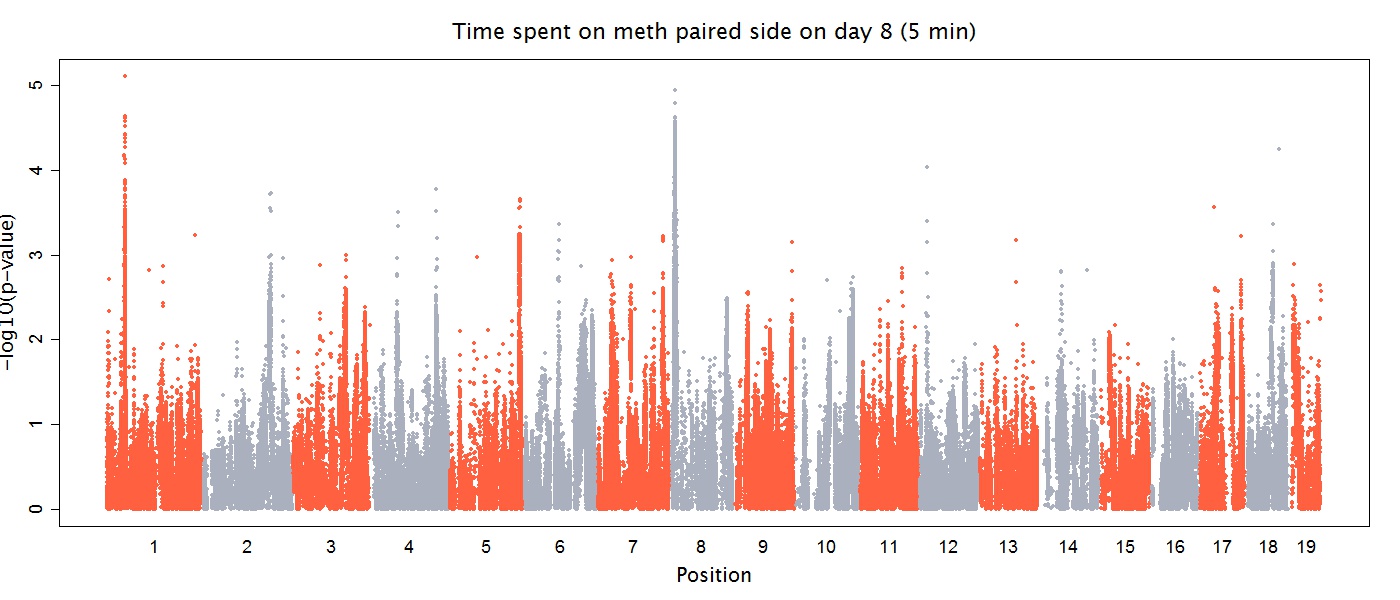 Time spent on meth paired side on day 8 (5 min)
−log10(p−value)
5
4
3
2
1
0
1 2 3 4 5 6 7 8 9 10 11 12 13 14 15 16 17 18 19
Position